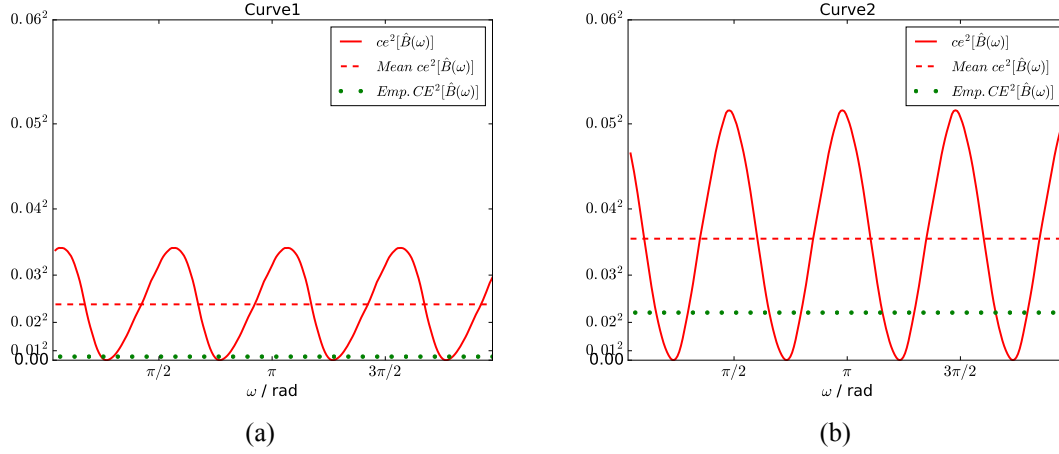 Curve1
0.06²
0.05²
0.04²
0.03²
0.02²
0.01²
0.00
ce²[B̂(ω)]
Mean ce²[B̂(ω)]
Emp. CE²[B̂(ω)]
π/2
π
3π/2
ω / rad
(a)
Curve2
0.06²
0.05²
0.04²
0.03²
0.02²
0.01²
0.00
ce²[B̂(ω)]
Mean ce²[B̂(ω)]
Emp. CE²[B̂(ω)]
π/2
π
3π/2
ω / rad
(b)